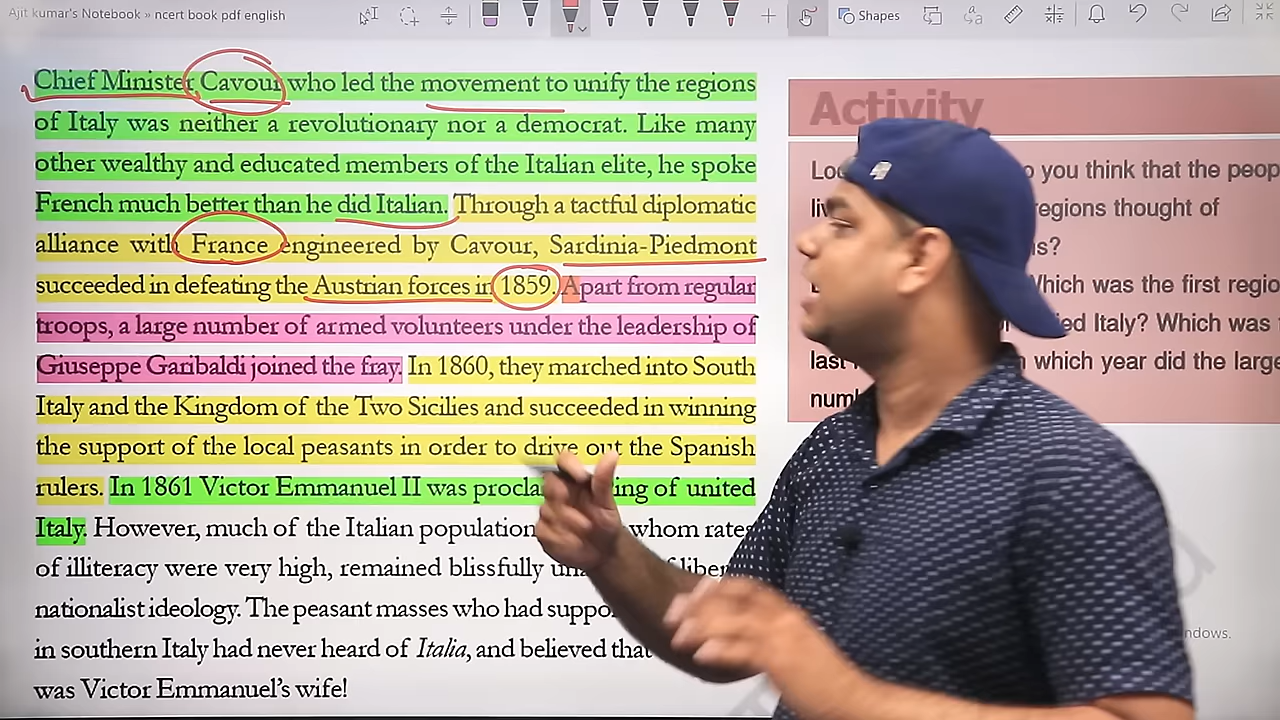 Ajit kumar's Notebook » ncert book pdf english
Shapes
Chief Minister Cavour who led the movement to unify the regions
of Italy was neither a revolutionary nor a democrat. Like many
other wealthy and educated members of the Italian elite, he spoke
French much better than he did Italian. Through a tactful diplomatic
alliance with France engineered by Cavour, Sardinia-Piedmont
succeeded in defeating the Austrian forces in 1859. Apart from regular
troops, a large number of armed volunteers under the leadership of
Giuseppe Garibaldi joined the fray. In 1860, they marched into South
Italy and the Kingdom of the Two Sicilies and succeeded in winning
the support of the local peasants in order to drive out the Spanish
rulers. In 1861 Victor Emmanuel II was of united
Italy. However, much of the Italian population whom rates
of illiteracy were very high, remained blissfully of
nationalist ideology. The peasant masses who had
in southern Italy had never heard of Italia, and believed that
was Victor Emmanuel's wife!
Activity
you think that the
regions thought of
Which was the first
Italy? Which was
which year did the